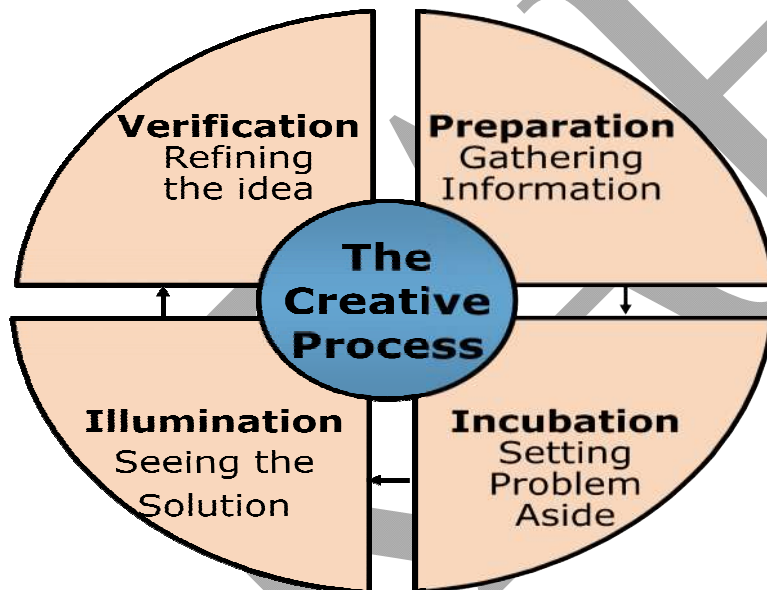 Verification
Refining
the idea
Preparation
Gathering
Information
The
Creative
Process
Illumination
Seeing the
Solution
Incubation
Setting
Problem
Aside